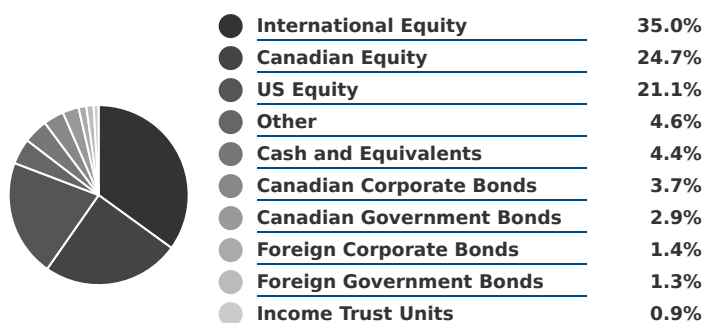 International Equity 35.0%
Canadian Equity 24.7%
US Equity 21.1%
Other 4.6%
Cash and Equivalents 4.4%
Canadian Corporate Bonds 3.7%
Canadian Government Bonds 2.9%
Foreign Corporate Bonds 1.4%
Foreign Government Bonds 1.3%
Income Trust Units 0.9%